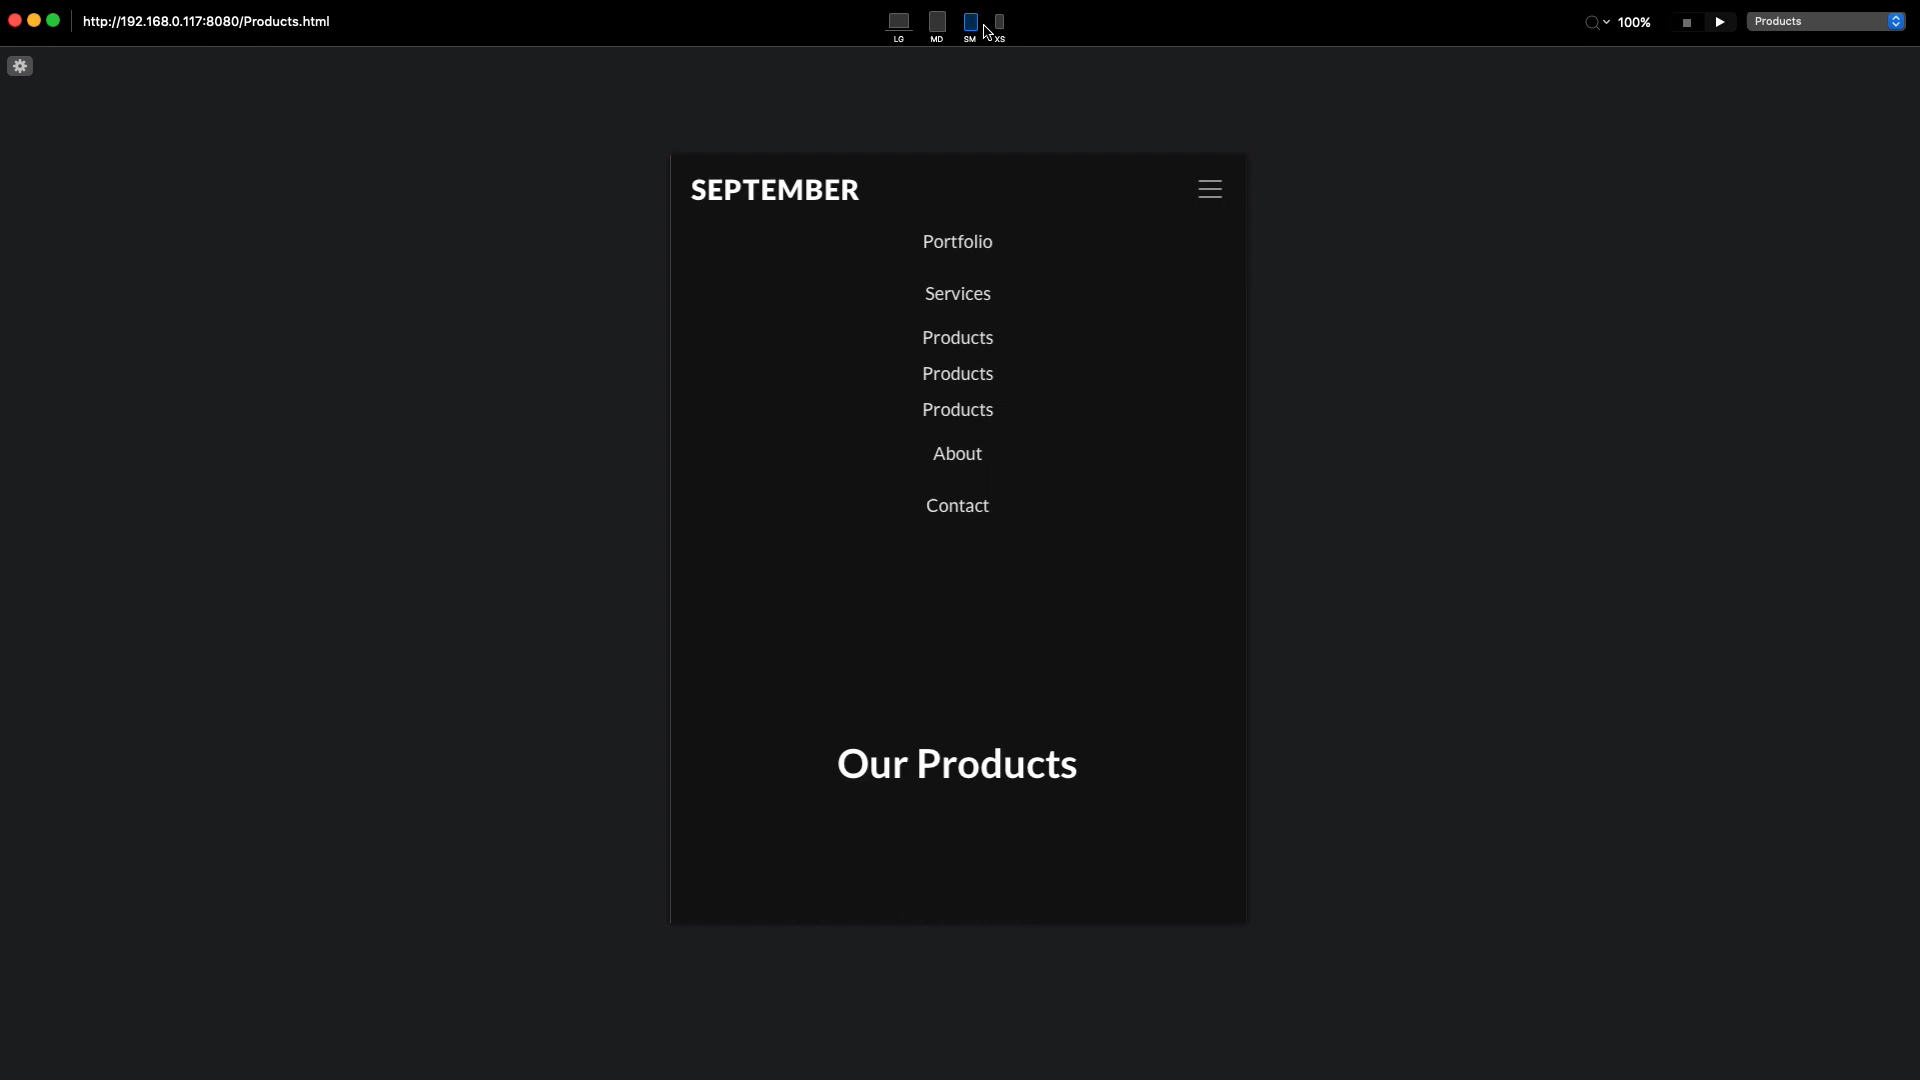 http://192.168.0.117:8080/Products.html
LG MD SM XS
100%
Products
SEPTEMBER
Portfolio
Services
Products
Products
Products
About
Contact
Our Products